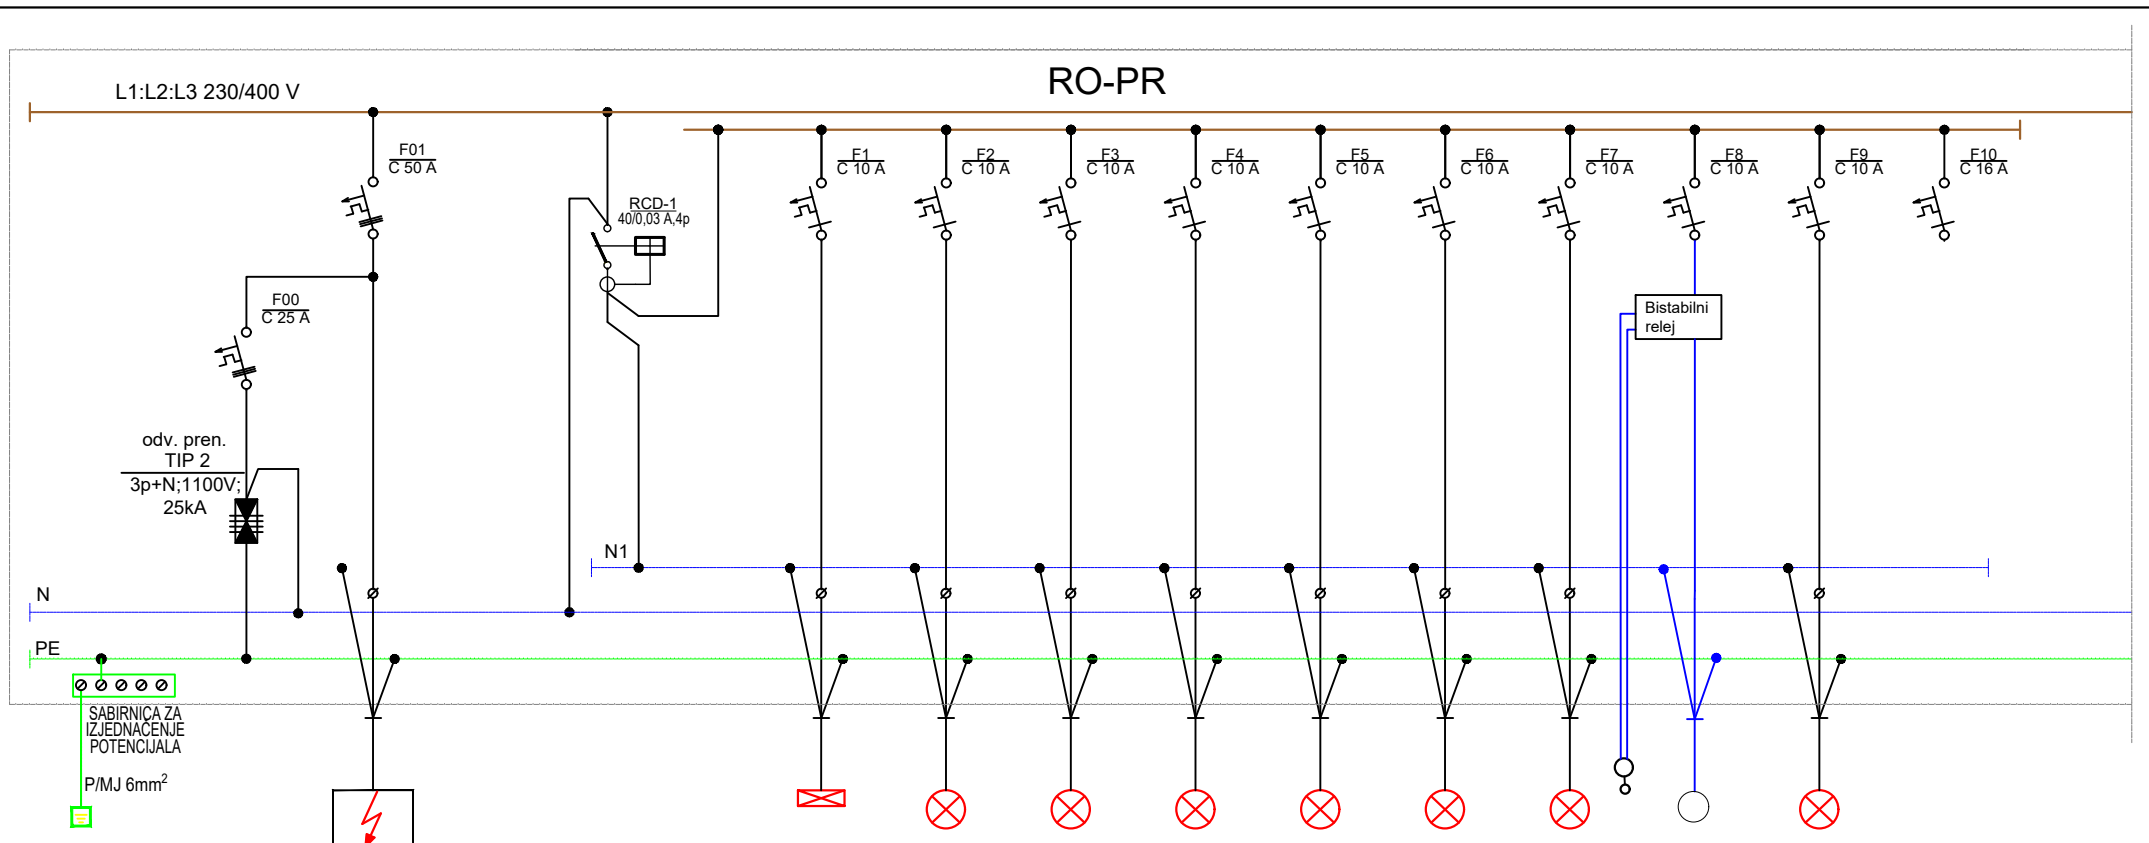 RO-PR
L1:L2:L3 230/400 V
F01
C 50 A
F00
C 25 A
RCD-1
40/0,03 A,4p
F1
C 10 A
F2
C 10 A
F3
C 10 A
F4
C 10 A
F5
C 10 A
F6
C 10 A
F7
C 10 A
F8
C 10 A
F9
C 10 A
F10
C 16 A
Bistabilni
relej
odv. pren.
TIP 2
3p+N;1100V;
25kA
N1
N
PE
SABIRNICA ZA
IZJEDNAČENJE
POTENCIJALA
P/MJ 6mm²